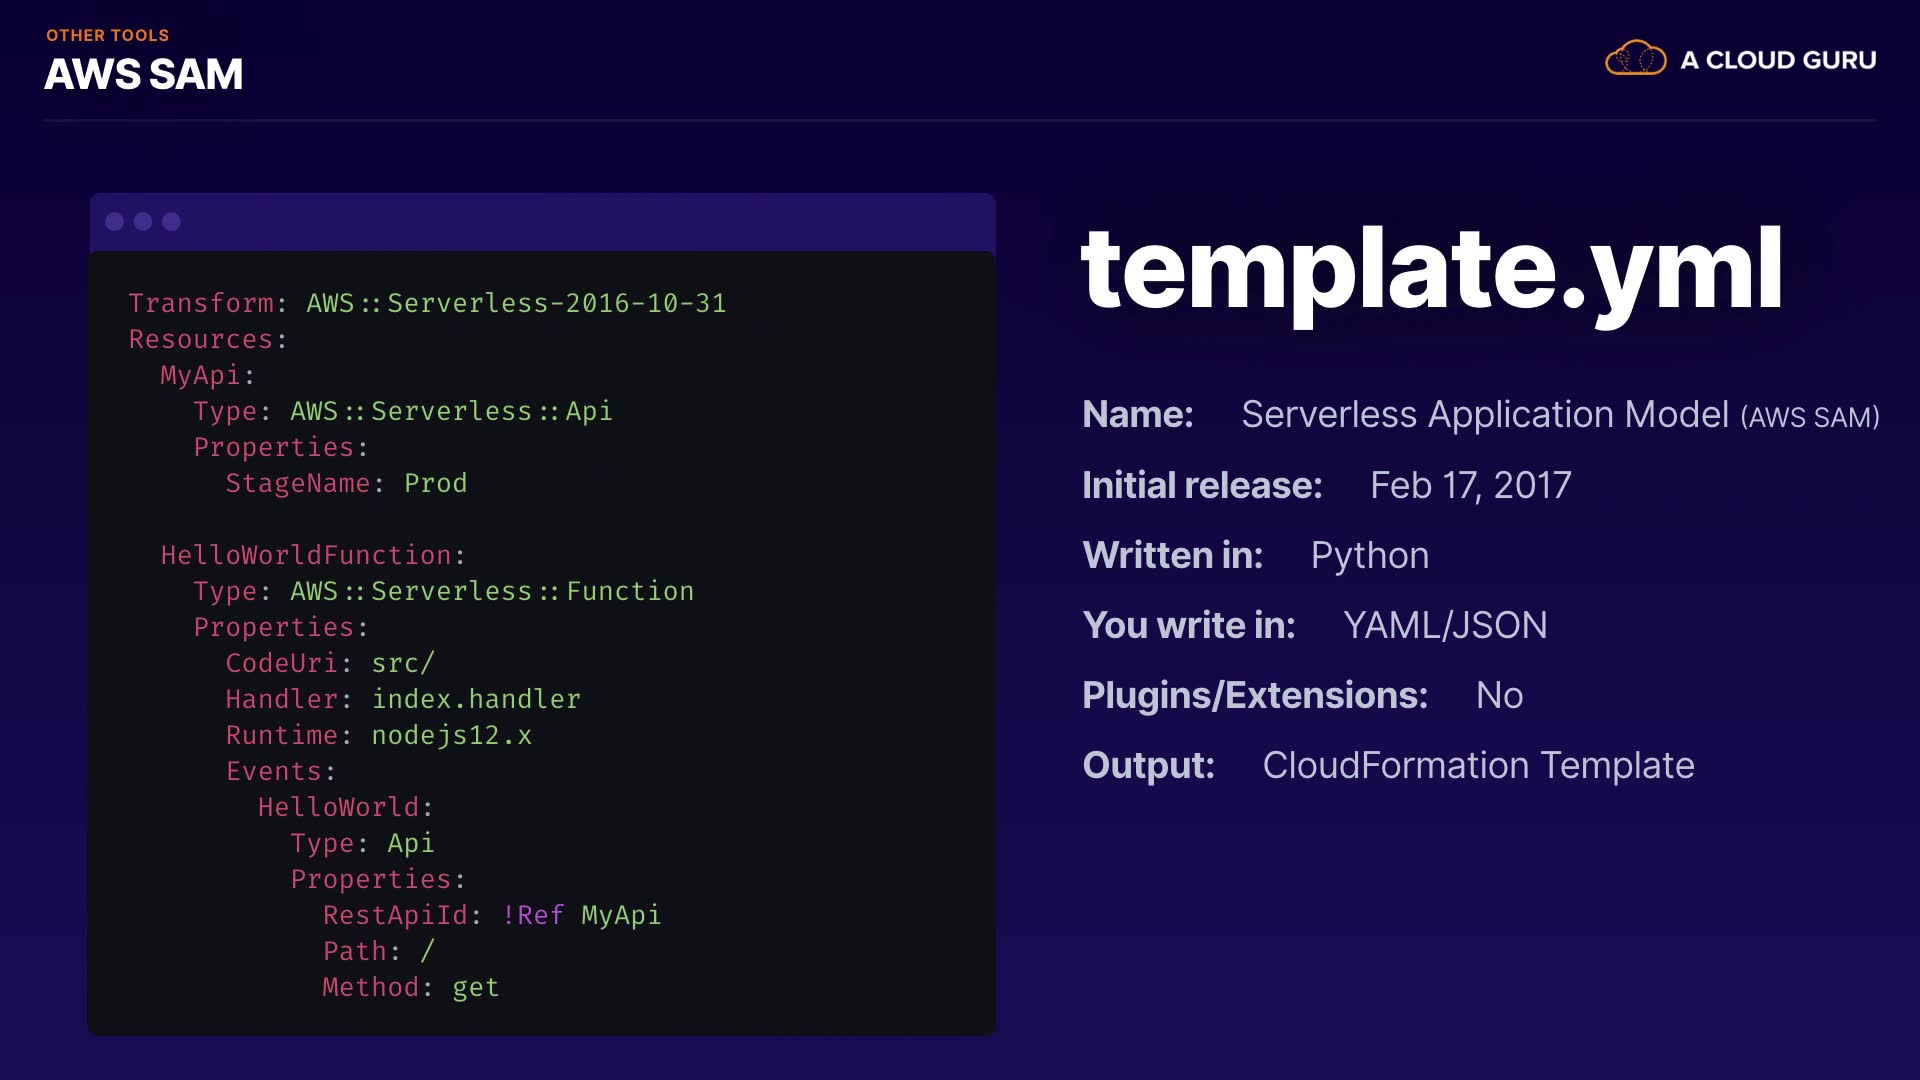 OTHER TOOLS
AWS SAM
A CLOUD GURU
Transform: AWS::Serverless-2016-10-31
Resources:
  MyApi:
    Type: AWS::Serverless::Api
    Properties:
      StageName: Prod

  HelloWorldFunction:
    Type: AWS::Serverless::Function
    Properties:
      CodeUri: src/
      Handler: index.handler
      Runtime: nodejs12.x
      Events:
        HelloWorld:
          Type: Api
          Properties:
            RestApiId: !Ref MyApi
            Path: /
            Method: get
template.yml
Name: Serverless Application Model (AWS SAM)
Initial release: Feb 17, 2017
Written in: Python
You write in: YAML/JSON
Plugins/Extensions: No
Output: CloudFormation Template